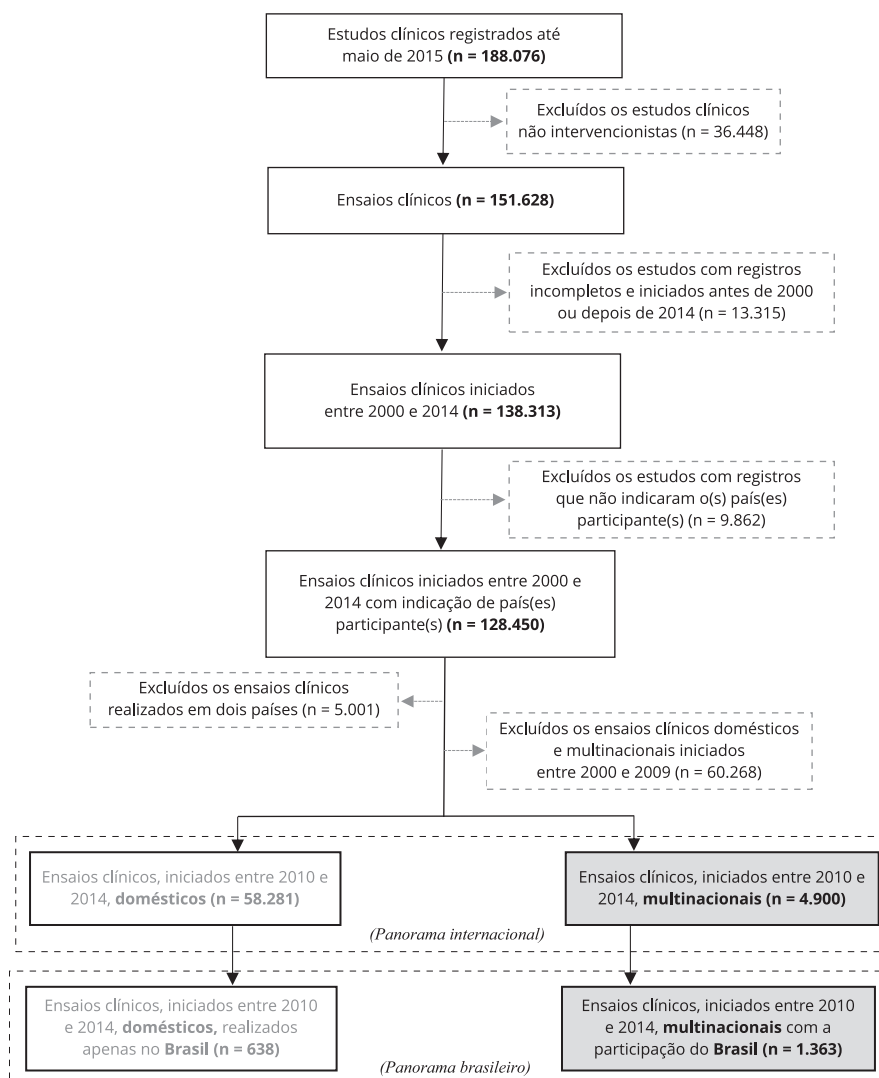 Estudos clínicos registrados até
maio de 2015 (n = 188.076)
Excluídos os estudos clínicos
não intervencionistas (n = 36.448)
Ensaios clínicos (n = 151.628)
Excluídos os estudos com registros
incompletos e iniciados antes de 2000
ou depois de 2014 (n = 13.315)
Ensaios clínicos iniciados
entre 2000 e 2014 (n = 138.313)
Excluídos os estudos com registros
que não indicaram o(s) país(es)
participante(s) (n = 9.862)
Ensaios clínicos iniciados entre 2000 e
2014 com indicação de país(es)
participante(s) (n = 128.450)
Excluídos os ensaios clínicos
realizados em dois países (n = 5.001)
Excluídos os ensaios clínicos domésticos
e multinacionais iniciados
entre 2000 e 2009 (n = 60.268)
Ensaios clínicos, iniciados entre 2010 e
2014, domésticos (n = 58.281)
Ensaios clínicos, iniciados entre 2010 e
2014, multinacionais (n = 4.900)
(Panorama internacional)
Ensaios clínicos, iniciados entre 2010
e 2014, domésticos, realizados
apenas no Brasil (n = 638)
Ensaios clínicos, iniciados entre 2010
e 2014, multinacionais com a
participação do Brasil (n = 1.363)
(Panorama brasileiro)